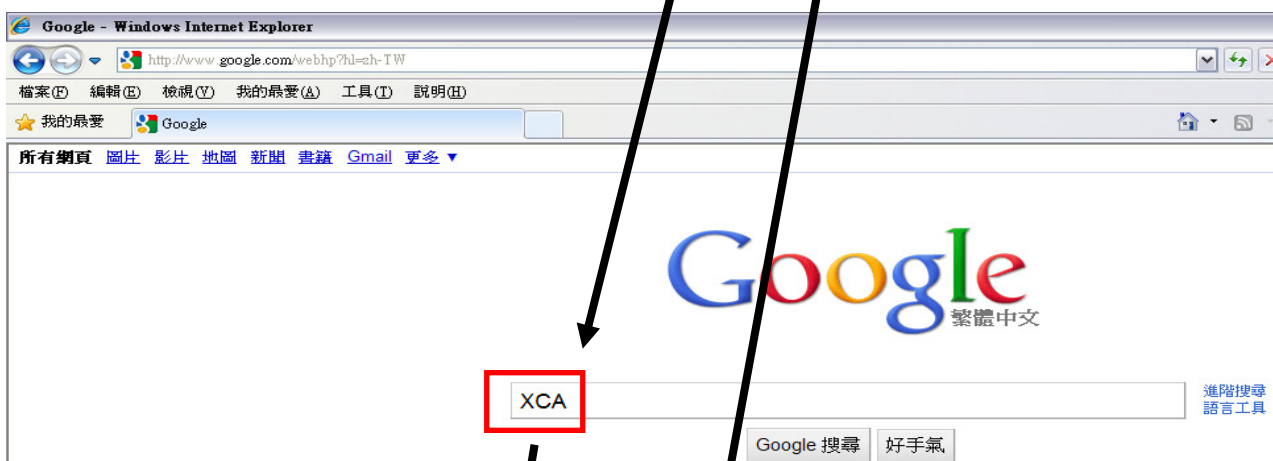 Google - Windows Internet Explorer
http://www.google.com/webhp?hl=zh-TW
檔案(F) 編輯(E) 檢視(V) 我的最愛(A) 工具(T) 說明(H)
我的最愛 Google
所有網頁 圖片 影片 地圖 新聞 書籍 Gmail 更多 ▼
Google
繁體中文
XCA
進階搜尋
語言工具
Google 搜尋 好手氣